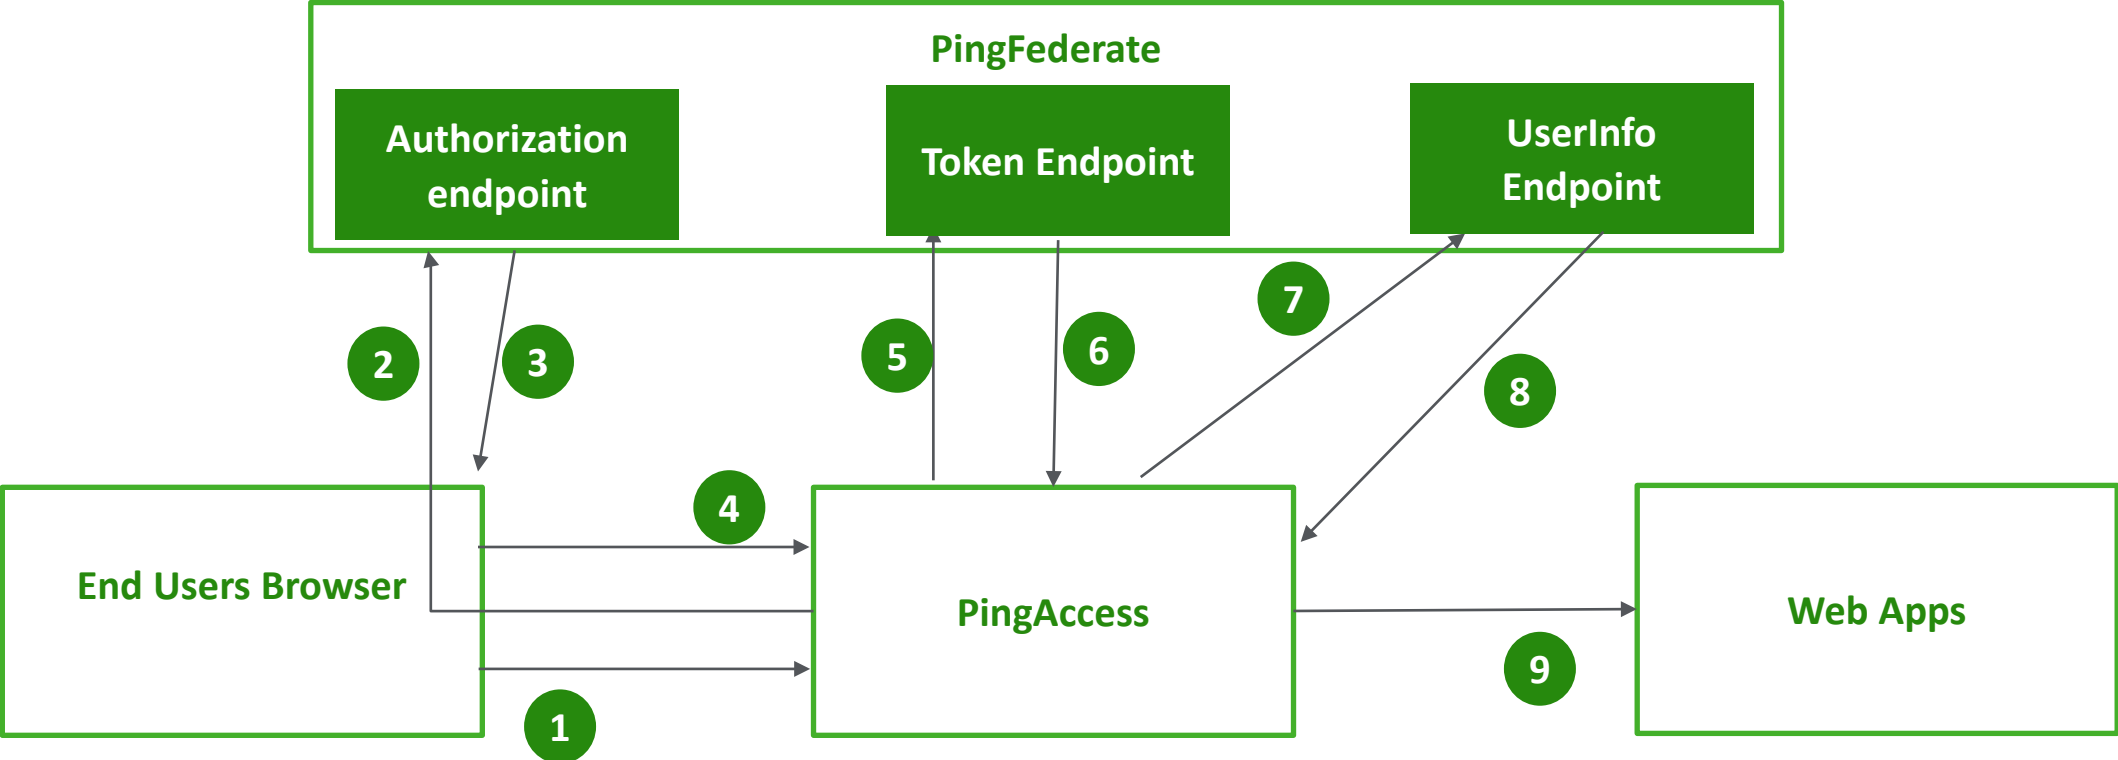 PingFederate
Authorization
endpoint
Token Endpoint
UserInfo
Endpoint
2
3
5
6
7
8
4
End Users Browser
PingAccess
Web Apps
1
9